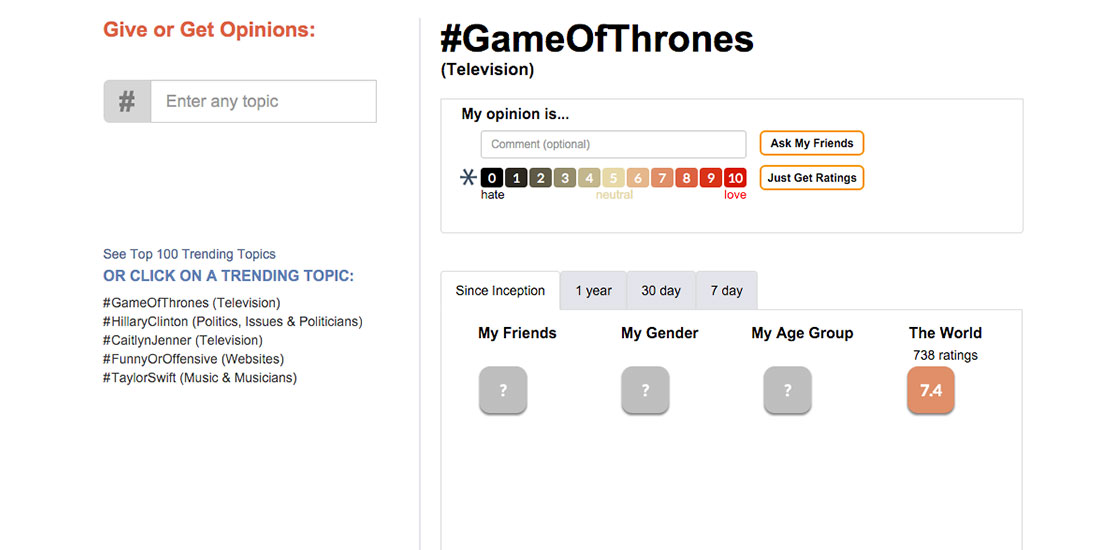 Give or Get Opinions:
# Enter any topic
See Top 100 Trending Topics
OR CLICK ON A TRENDING TOPIC:
#GameOfThrones (Television)
#HillaryClinton (Politics, Issues & Politicians)
#CaitlynJenner (Television)
#FunnyOrOffensive (Websites)
#TaylorSwift (Music & Musicians)
#GameOfThrones
(Television)
My opinion is...
Comment (optional) Ask My Friends
0 1 2 3 4 5 6 7 8 9 10 Just Get Ratings
hate neutral love
Since Inception 1 year 30 day 7 day
My Friends My Gender My Age Group The World
738 ratings
? ? ? 7.4